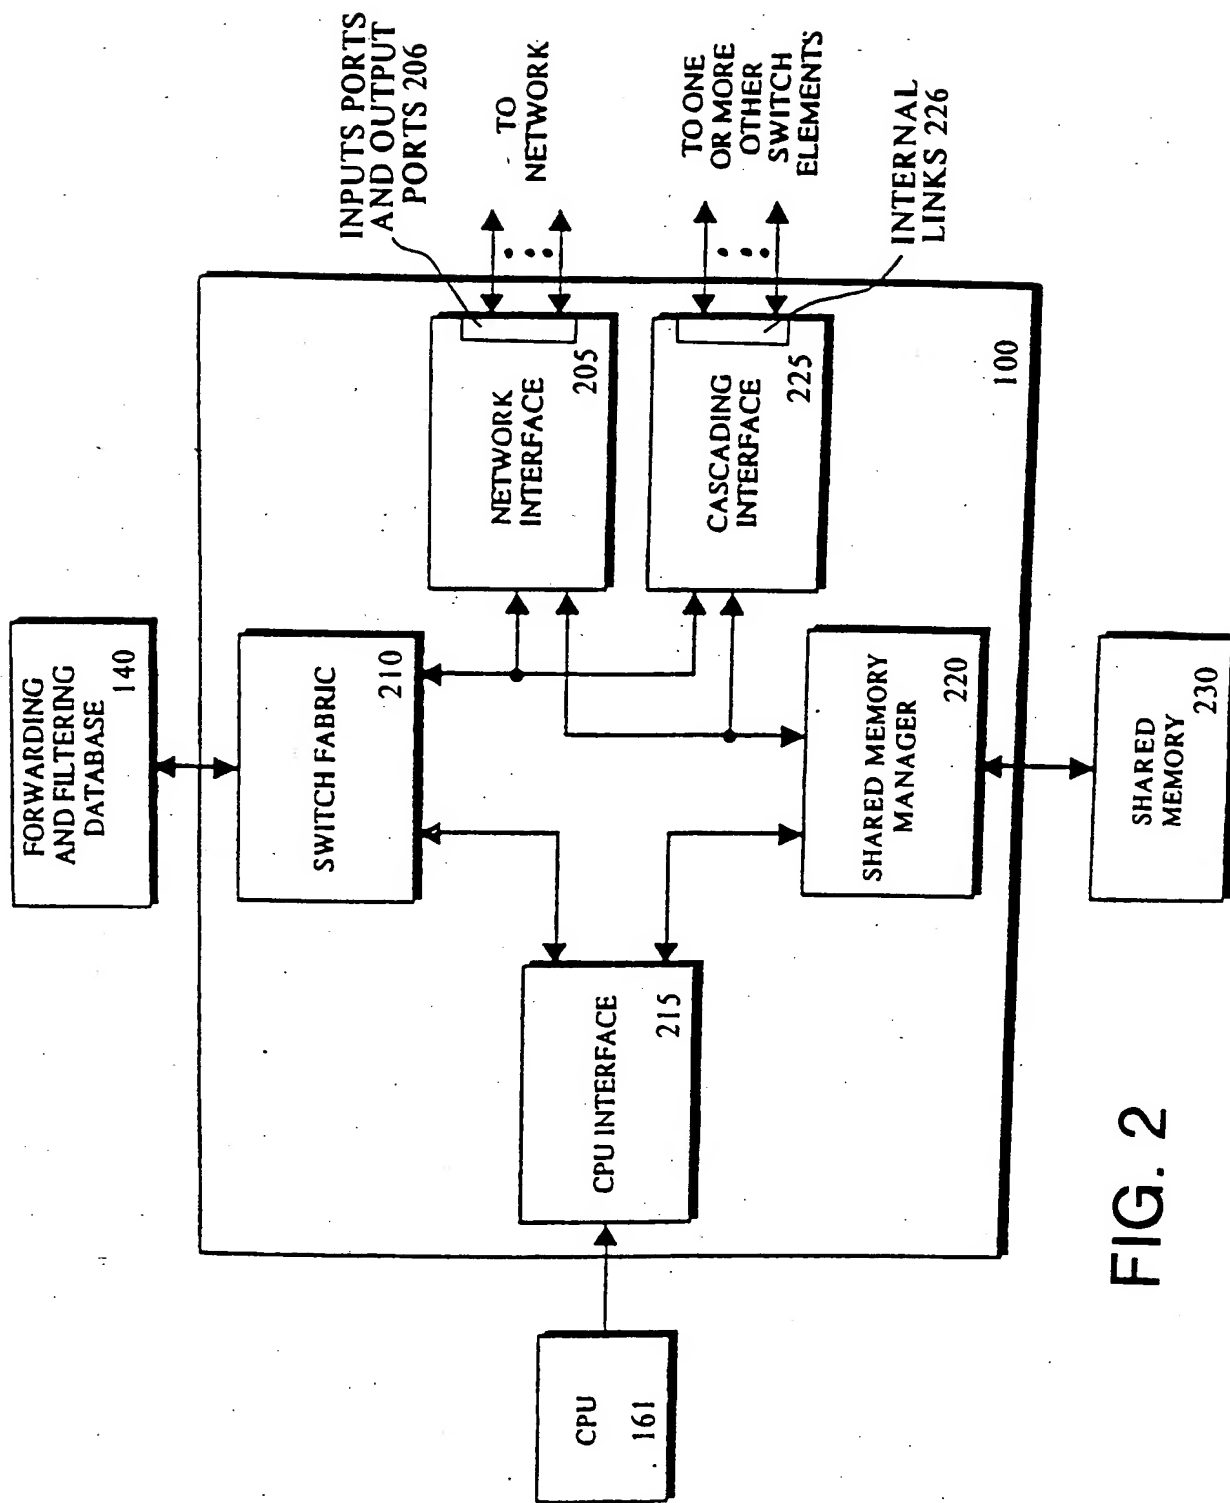 FORWARDING
AND FILTERING
DATABASE
140
INPUTS PORTS
AND OUTPUT
PORTS 206
SWITCH FABRIC
210
TO
NETWORK
NETWORK
INTERFACE
205
CPU
161
CPU INTERFACE
215
TO ONE
OR MORE
OTHER
SWITCH
ELEMENTS
CASCADING
INTERFACE
225
INTERNAL
LINKS 226
SHARED MEMORY
MANAGER
220
100
SHARED
MEMORY
230
FIG. 2